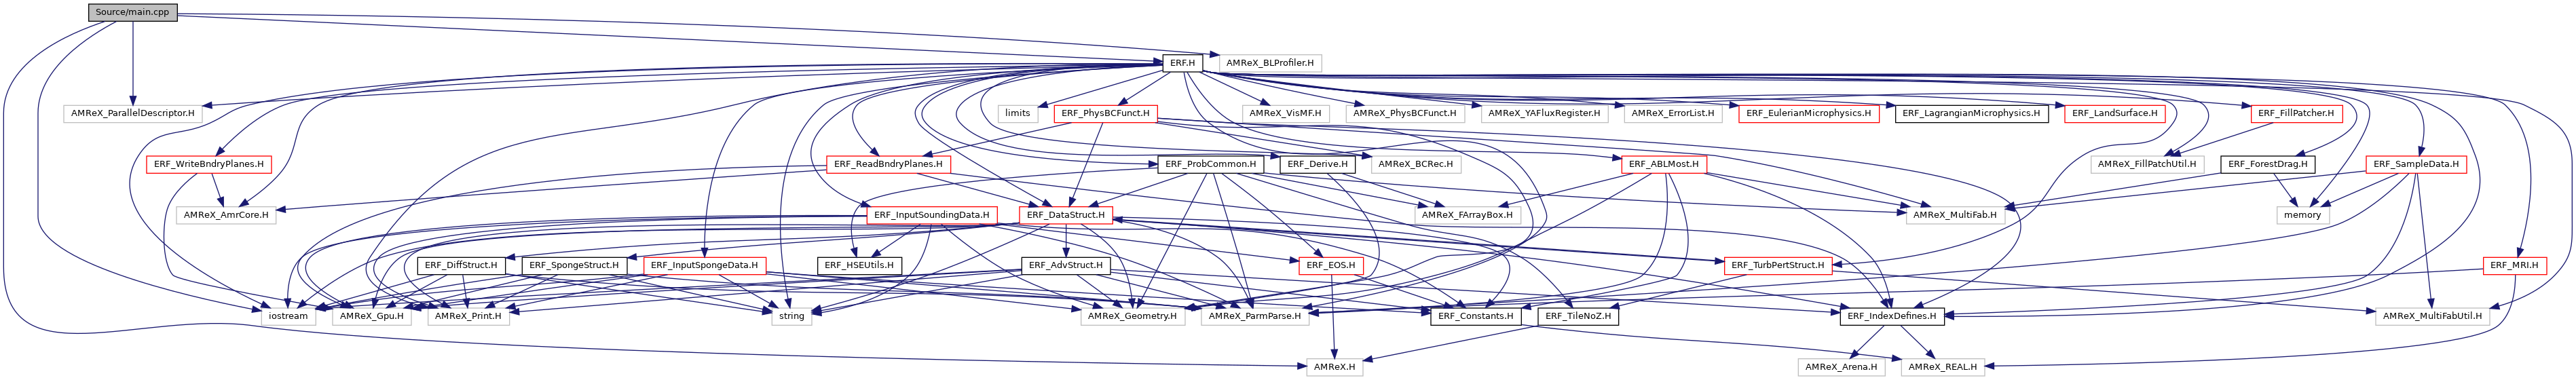 Source/main.cpp
ERF.H
AMReX_BLProfiler.H
AMReX_ParallelDescriptor.H
limits
ERF_PhysBCFunct.H
AMReX_VisMF.H
AMReX_PhysBCFunct.H
AMReX_YAFluxRegister.H
AMReX_ErrorList.H
ERF_EulerianMicrophysics.H
ERF_LagrangianMicrophysics.H
ERF_LandSurface.H
ERF_FillPatcher.H
ERF_WriteBndryPlanes.H
ERF_ReadBndryPlanes.H
ERF_ProbCommon.H
ERF_Derive.H
AMReX_BCRec.H
ERF_ABLMost.H
AMReX_FillPatchUtil.H
ERF_ForestDrag.H
ERF_SampleData.H
AMReX_AmrCore.H
ERF_InputSoundingData.H
ERF_DataStruct.H
AMReX_FArrayBox.H
AMReX_MultiFab.H
memory
ERF_DiffStruct.H
ERF_SpongeStruct.H
ERF_InputSpongeData.H
ERF_HSEUtils.H
ERF_AdvStruct.H
ERF_EOS.H
ERF_TurbPertStruct.H
ERF_MRI.H
iostream
AMReX_Gpu.H
AMReX_Print.H
string
AMReX_Geometry.H
AMReX_ParmParse.H
ERF_Constants.H
ERF_TileNoZ.H
ERF_IndexDefines.H
AMReX_MultiFabUtil.H
AMReX.H
AMReX_Arena.H
AMReX_REAL.H